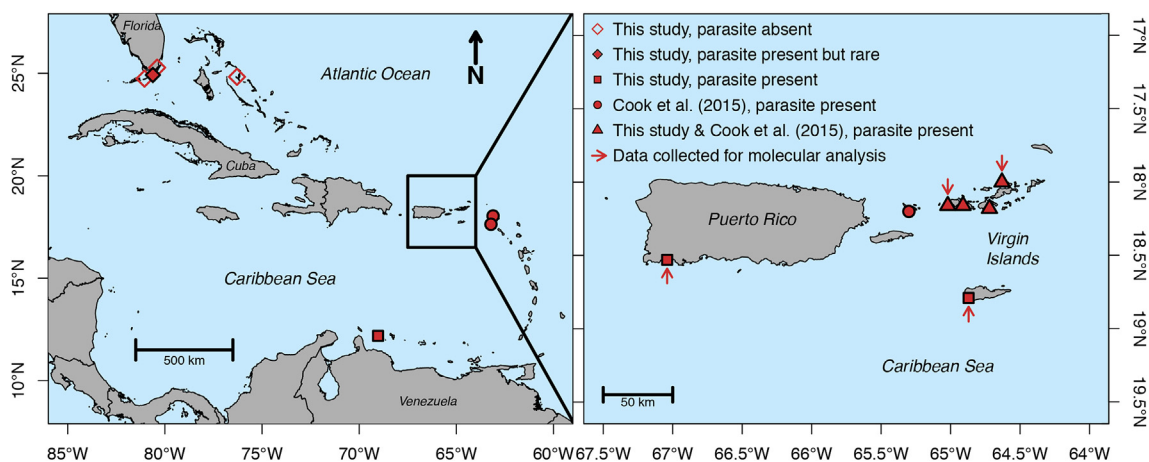 Florida
Atlantic Ocean
N
Cuba
Caribbean Sea
500 km
Venezuela
25°N
20°N
15°N
10°N
85°W
80°W
75°W
70°W
65°W
60°W
This study, parasite absent
This study, parasite present but rare
This study, parasite present
Cook et al. (2015), parasite present
This study & Cook et al. (2015), parasite present
Data collected for molecular analysis
Puerto Rico
Virgin
Islands
Caribbean Sea
50 km
17°N
17.5°N
18°N
18.5°N
19°N
19.5°N
67.5°W
67°W
66.5°W
66°W
65.5°W
65°W
64.5°W
64°W